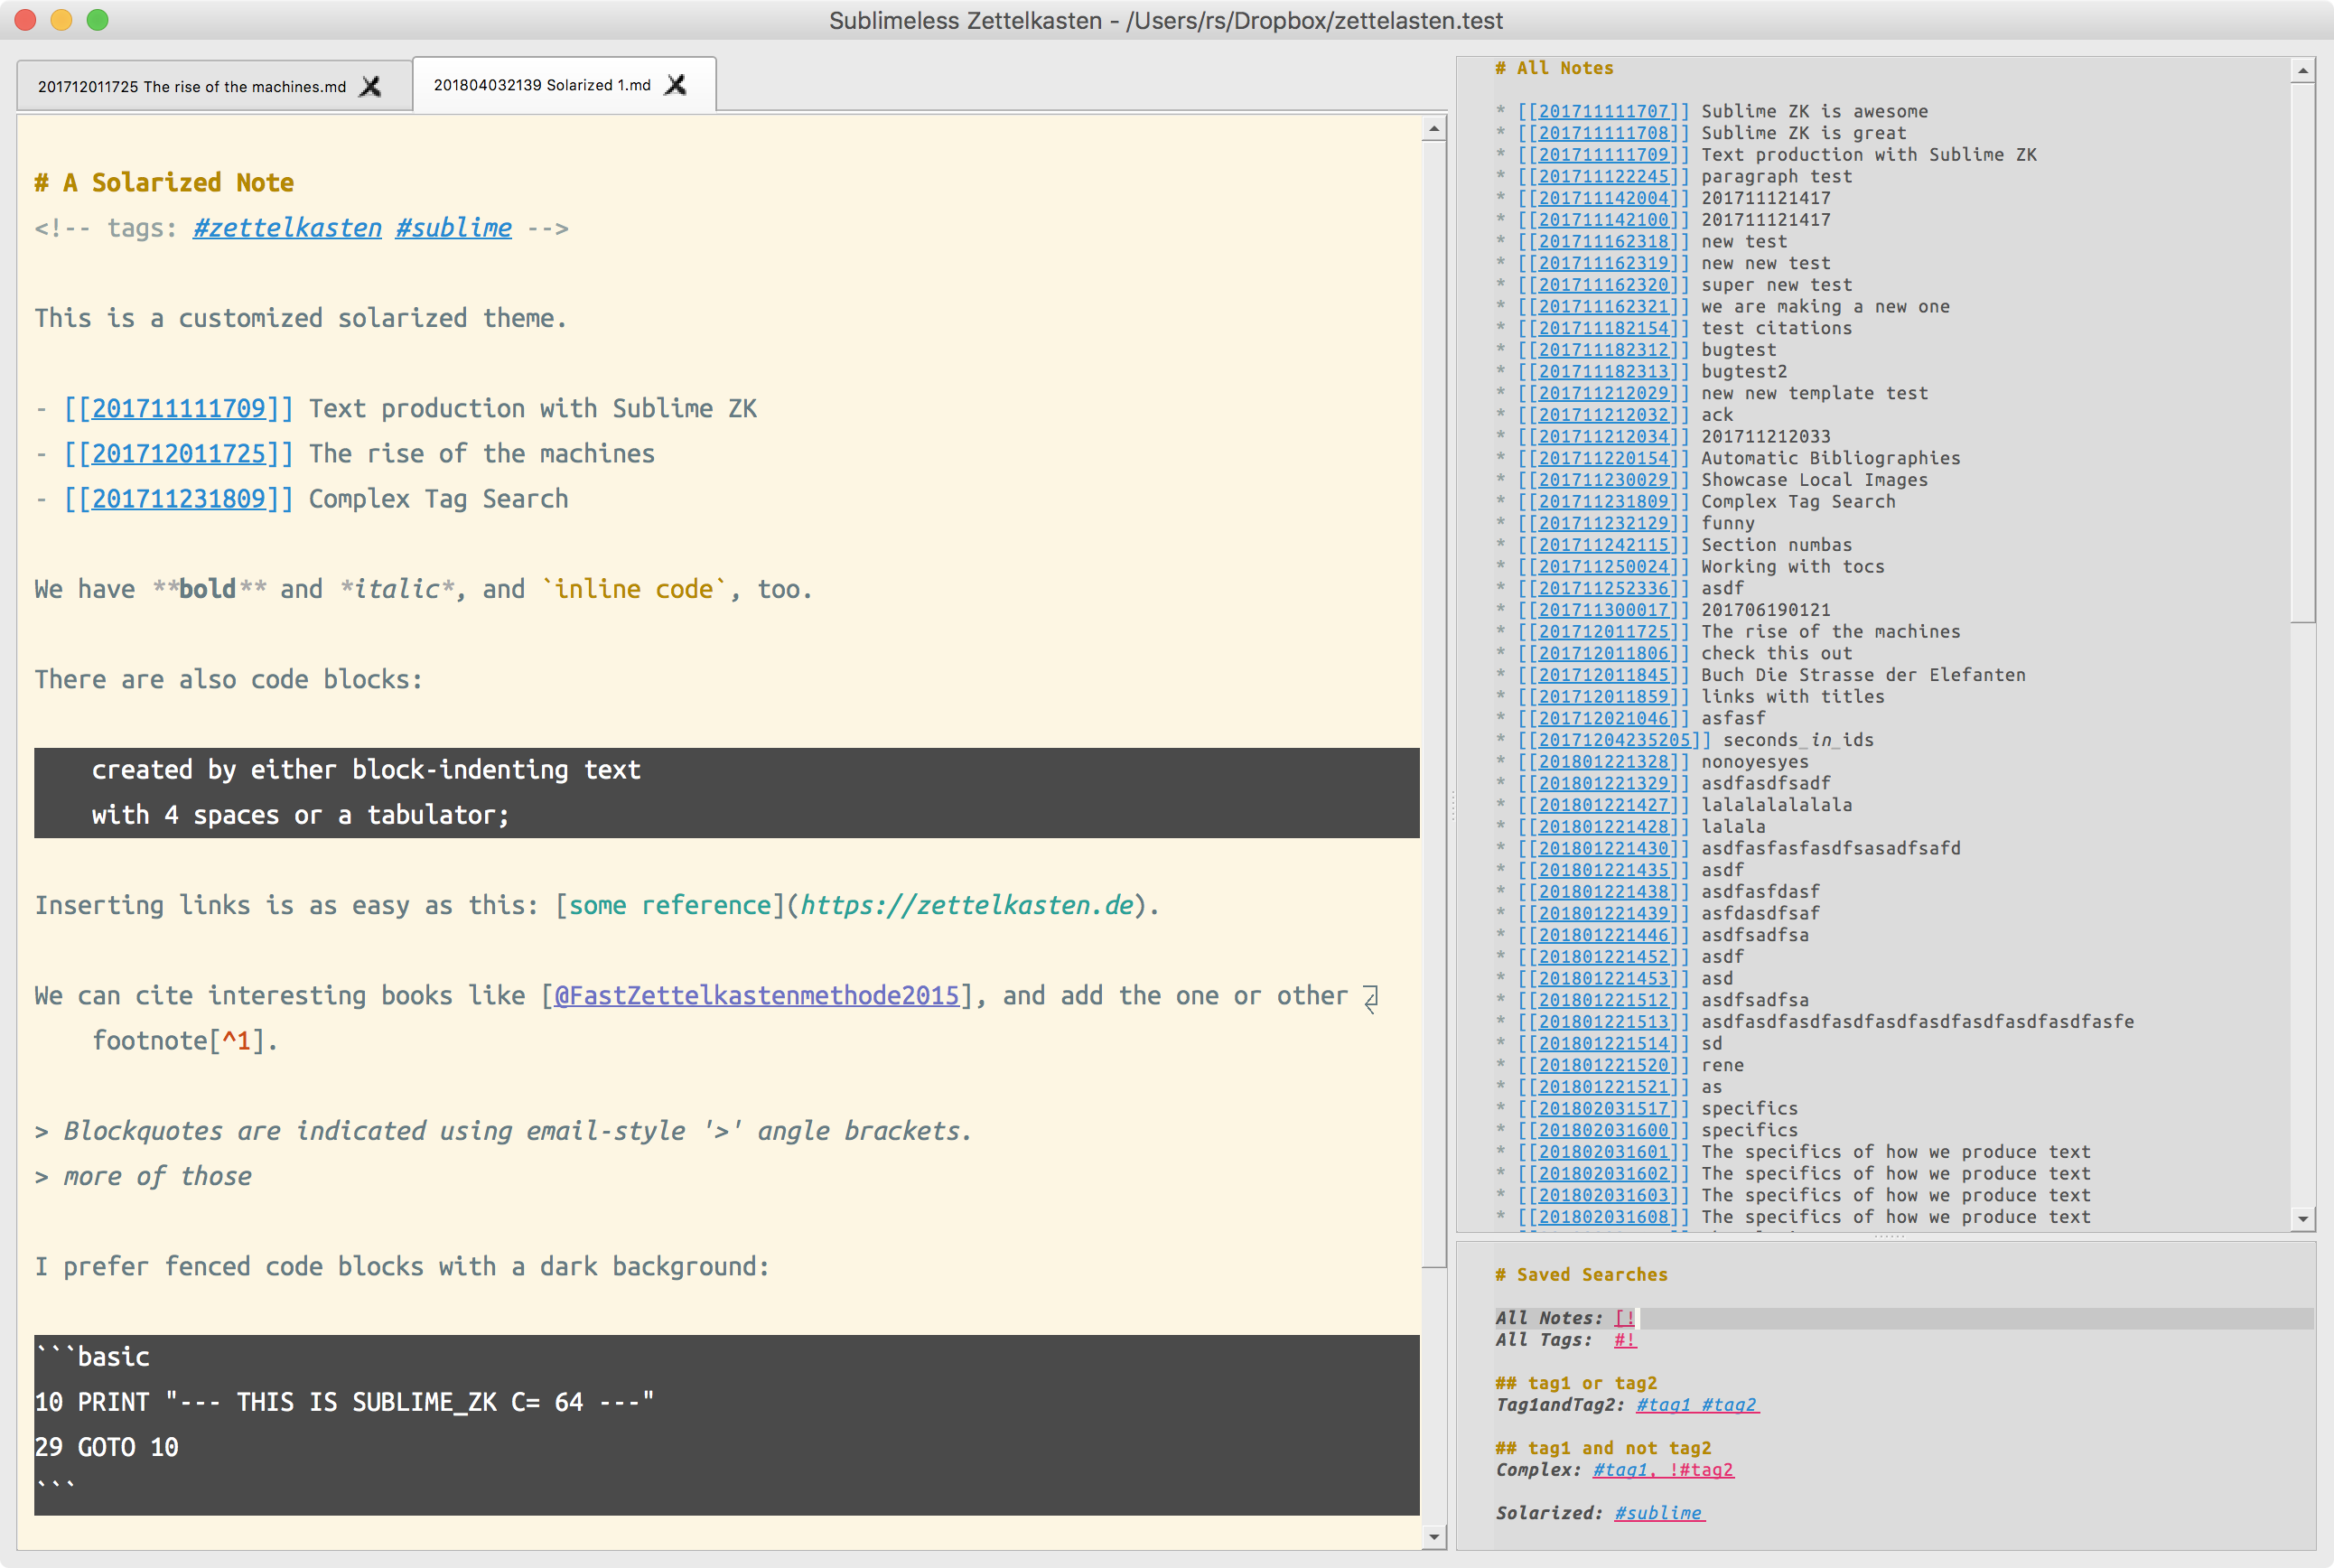 Sublimeless Zettelkasten - /Users/rs/Dropbox/zettelasten.test
201712011725 The rise of the machines.md
201804032139 Solarized 1.md
# A Solarized Note
<!-- tags: #zettelkasten #sublime -->
This is a customized solarized theme.
- [[201711111709]] Text production with Sublime ZK
- [[201712011725]] The rise of the machines
- [[201711231809]] Complex Tag Search
We have **bold** and *italic*, and `inline code`, too.
There are also code blocks:
created by either block-indenting text
with 4 spaces or a tabulator;
Inserting links is as easy as this: [some reference](https://zettelkasten.de).
We can cite interesting books like [@FastZettelkastenmethode2015], and add the one or other
footnote[^1].
> Blockquotes are indicated using email-style '>' angle brackets.
> more of those
I prefer fenced code blocks with a dark background:
```basic
10 PRINT "--- THIS IS SUBLIME_ZK C= 64 ---"
29 GOTO 10
```
# All Notes
* [[201711111707]] Sublime ZK is awesome
* [[201711111708]] Sublime ZK is great
* [[201711111709]] Text production with Sublime ZK
* [[201711122245]] paragraph test
* [[201711142004]] 201711121417
* [[201711142100]] 201711121417
* [[201711162318]] new test
* [[201711162319]] new new test
* [[201711162320]] super new test
* [[201711162321]] we are making a new one
* [[201711182154]] test citations
* [[201711182312]] bugtest
* [[201711182313]] bugtest2
* [[201711212029]] new new template test
* [[201711212032]] ack
* [[201711212034]] 201711212033
* [[201711220154]] Automatic Bibliographies
* [[201711230029]] Showcase Local Images
* [[201711231809]] Complex Tag Search
* [[201711232129]] funny
* [[201711242115]] Section numbas
* [[201711250024]] Working with tocs
* [[201711252336]] asdf
* [[201711300017]] 201706190121
* [[201712011725]] The rise of the machines
* [[201712011806]] check this out
* [[201712011845]] Buch Die Strasse der Elefanten
* [[201712011859]] links with titles
* [[201712021046]] asfasf
* [[20171204235205]] seconds_in_ids
* [[201801221328]] nonoyesyes
* [[201801221329]] asdfasdfsadf
* [[201801221427]] lalalalalalala
* [[201801221428]] lalala
* [[201801221430]] asdfasfasfasdfsasadfsafd
* [[201801221435]] asdf
* [[201801221438]] asdfasfdasf
* [[201801221439]] asfdasdfsaf
* [[201801221446]] asdfsadfsa
* [[201801221452]] asdf
* [[201801221453]] asd
* [[201801221512]] asdfsadfsa
* [[201801221513]] asdfasdfasdfasdfasdfasdfasdfasdfasdfasfe
* [[201801221514]] sd
* [[201801221520]] rene
* [[201801221521]] as
* [[201802031517]] specifics
* [[201802031600]] specifics
* [[201802031601]] The specifics of how we produce text
* [[201802031602]] The specifics of how we produce text
* [[201802031603]] The specifics of how we produce text
* [[201802031608]] The specifics of how we produce text
# Saved Searches
All Notes: [!
All Tags: #!
## tag1 or tag2
Tag1andTag2: #tag1 #tag2
## tag1 and not tag2
Complex: #tag1, !#tag2
Solarized: #sublime